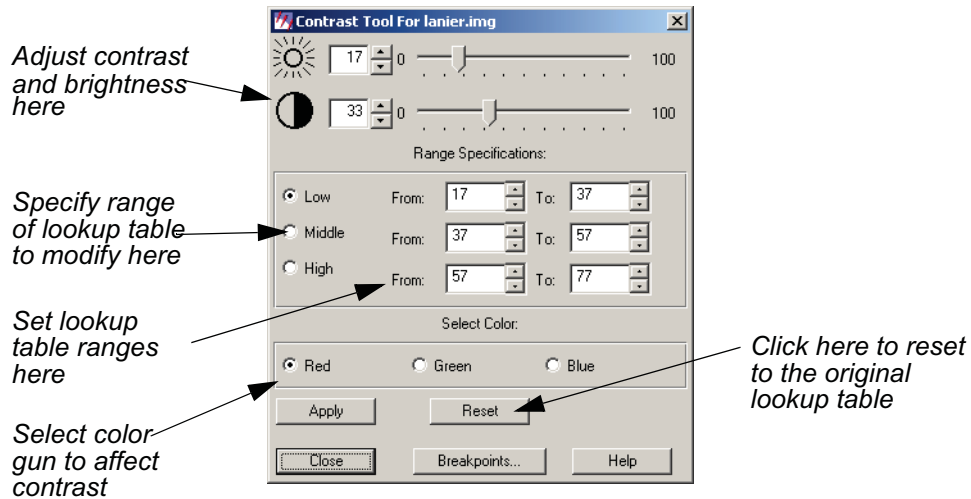 Contrast Tool For lanier.img
Adjust contrast
and brightness
here
17 0 100
33 0 100
Range Specifications:
Specify range
of lookup table
to modify here
Low From: 17 To: 37
Middle From: 37 To: 57
High From: 57 To: 77
Set lookup
table ranges
here
Select Color:
Red Green Blue
Click here to reset
to the original
lookup table
Apply Reset
Select color
gun to affect
contrast
Close Breakpoints... Help